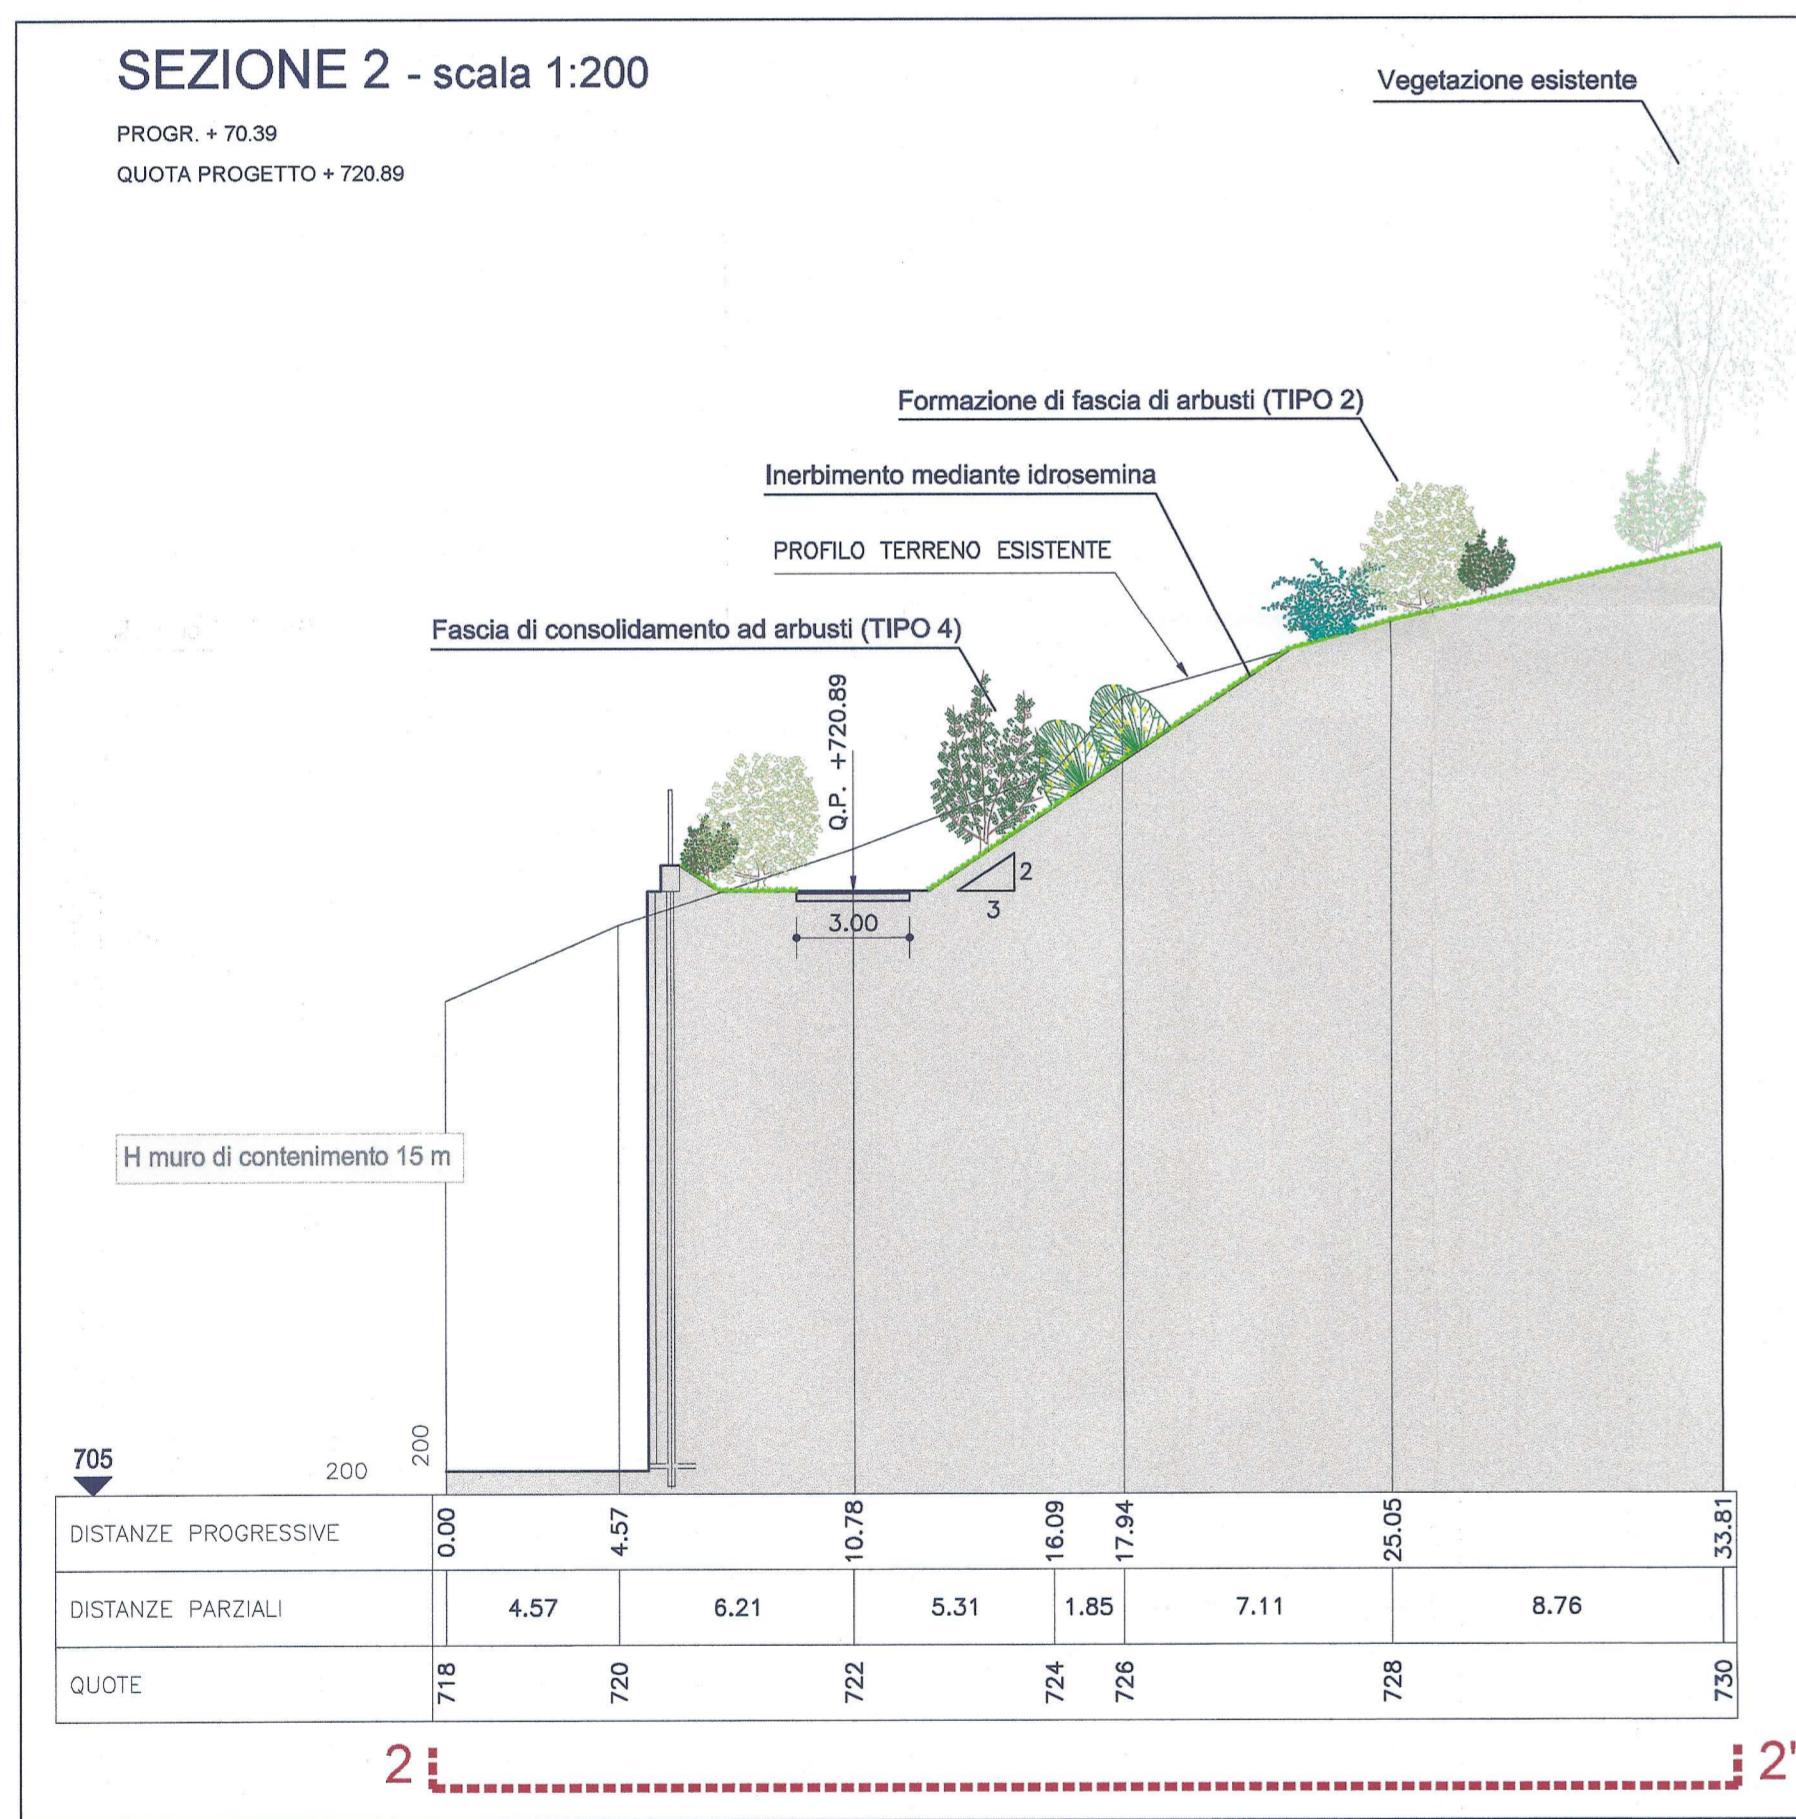 SEZIONE 2 - scala 1:200
PROGR. + 70.39
QUOTA PROGETTO + 720.89
Vegetazione esistente
Formazione di fascia di arbusti (TIPO 2)
Inerbimento mediante idrosemina
PROFILO TERRENO ESISTENTE
Fascia di consolidamento ad arbusti (TIPO 4)
Q.P. +720.89
2
3
3.00
H muro di contenimento 15 m
705
200
200
DISTANZE PROGRESSIVE 0.00 4.57 10.78 16.09 17.94 25.05 33.81
DISTANZE PARZIALI 4.57 6.21 5.31 1.85 7.11 8.76
QUOTE 718 720 722 724 726 728 730
2 2'